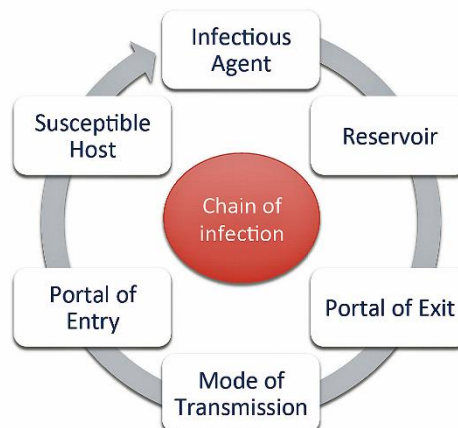 Infectious
Agent
Reservoir
Portal of Exit
Mode of
Transmission
Portal of
Entry
Susceptible
Host
Chain of
infection